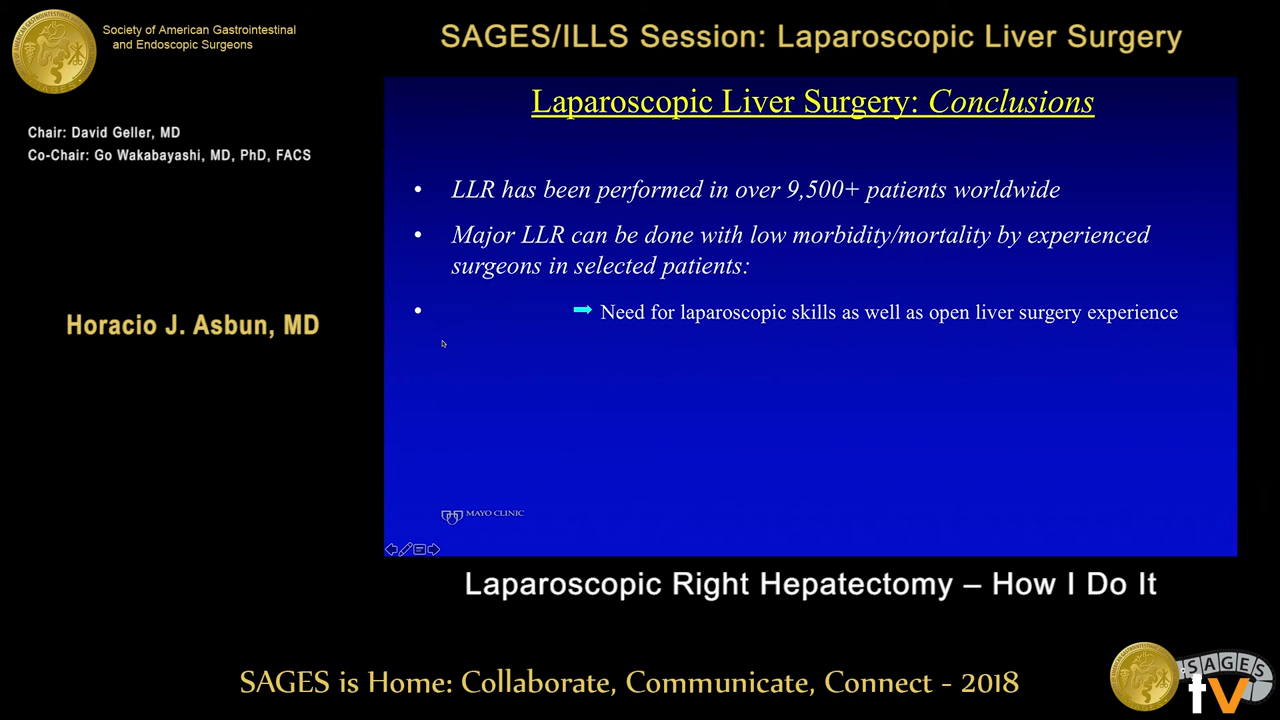 Society of American Gastrointestinal
and Endoscopic Surgeons
SAGES/ILLS Session: Laparoscopic Liver Surgery
Chair: David Geller, MD
Co-Chair: Go Wakabayashi, MD, PhD, FACS
Horacio J. Asbun, MD
Laparoscopic Liver Surgery: Conclusions
• LLR has been performed in over 9,500+ patients worldwide
• Major LLR can be done with low morbidity/mortality by experienced
surgeons in selected patients:
• ➡ Need for laparoscopic skills as well as open liver surgery experience
MAYO CLINIC
Laparoscopic Right Hepatectomy – How I Do It
SAGES is Home: Collaborate, Communicate, Connect - 2018
SAGES
tv